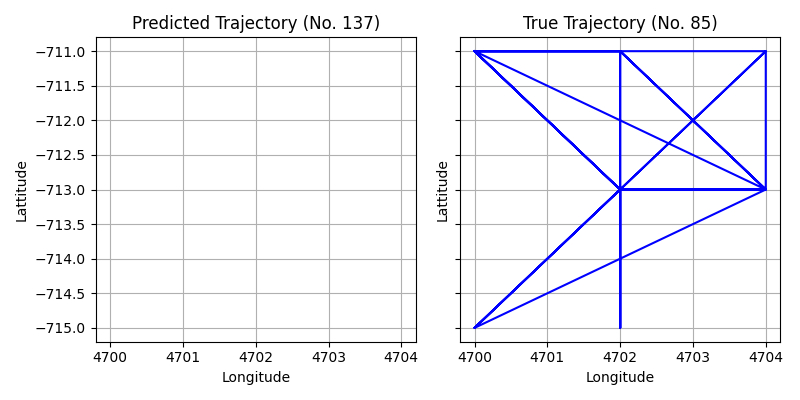 Predicted Trajectory (No. 137)
True Trajectory (No. 85)
Lattitude
−711.0
−711.5
−712.0
−712.5
−713.0
−713.5
−714.0
−714.5
−715.0
4700 4701 4702 4703 4704
Longitude
Lattitude
4700 4701 4702 4703 4704
Longitude